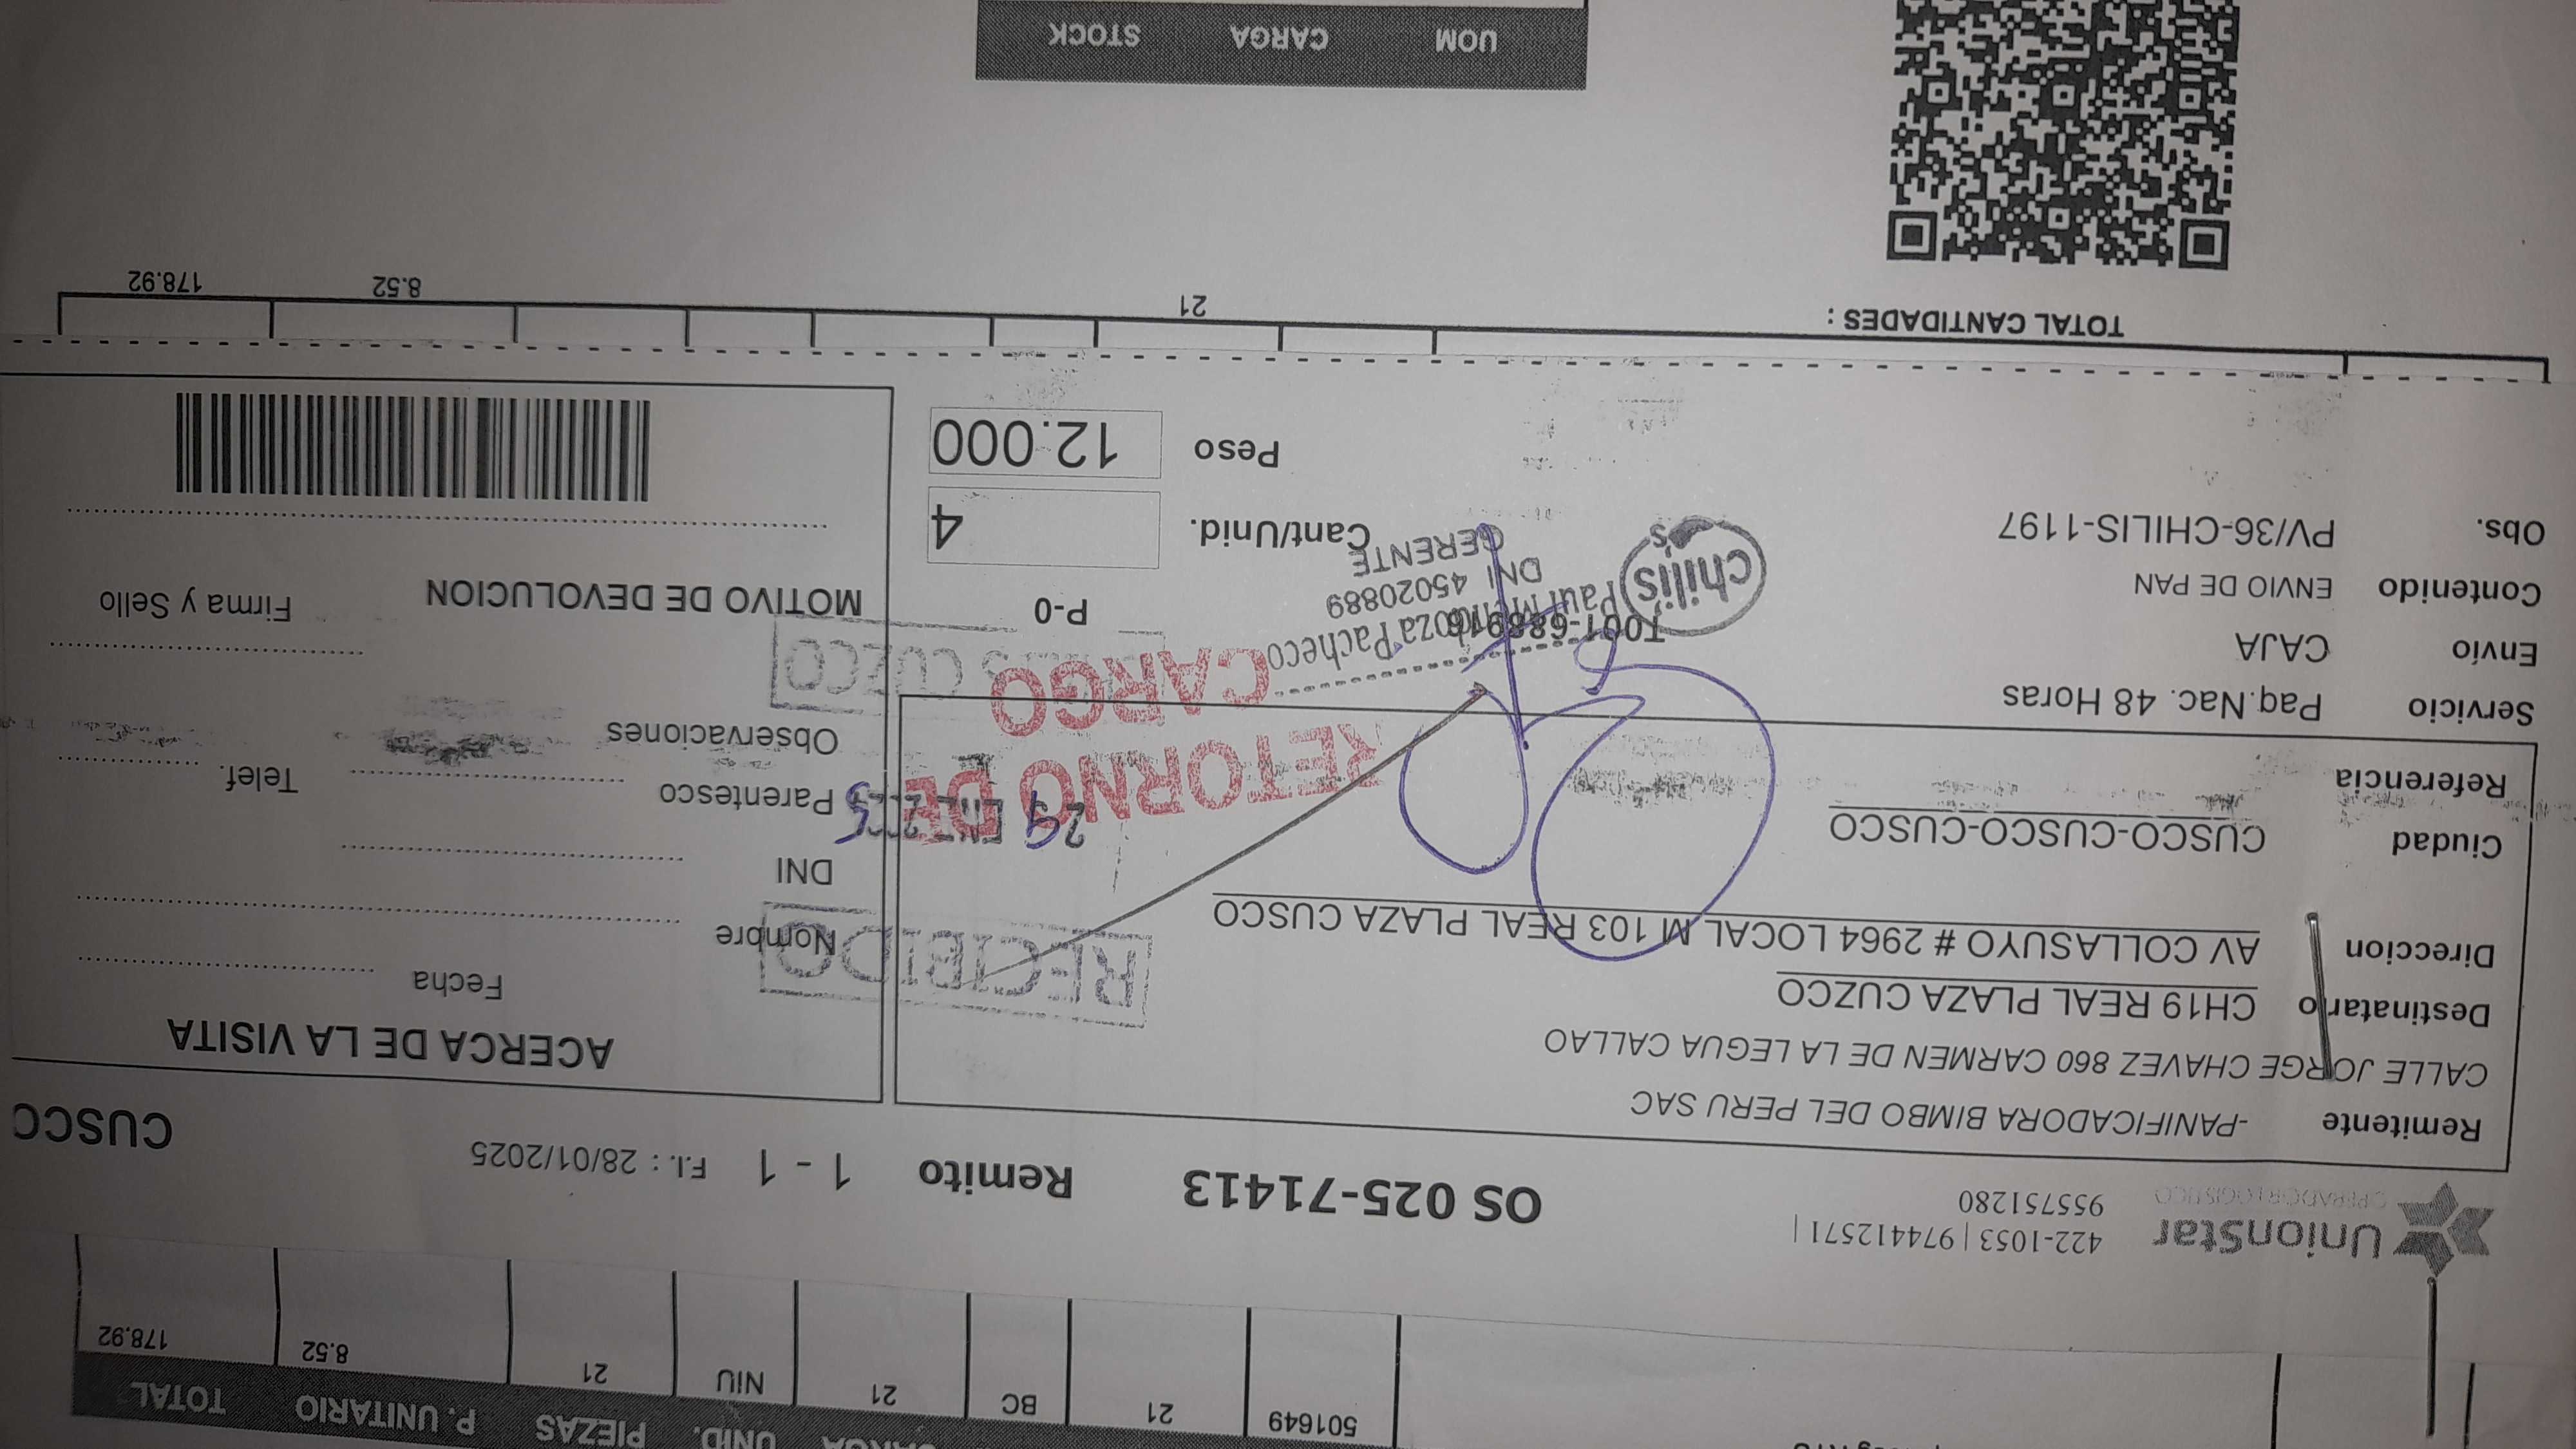 UNID. PIEZAS P. UNITARIO TOTAL
501649 21 BC 21 NIU 21 8.52 178.92
UnionStar
OPERADOR LOGISTICO
422-1053 | 974412571 |
955751280
OS 025-71413 Remito 1 - 1 F.I. : 28/01/2025 CUSCO
Remitente -PANIFICADORA BIMBO DEL PERU SAC
CALLE JORGE CHAVEZ 860 CARMEN DE LA LEGUA CALLAO
Destinatario CH19 REAL PLAZA CUZCO
Direccion AV COLLASUYO # 2964 LOCAL M 103 REAL PLAZA CUSCO
Ciudad CUSCO-CUSCO-CUSCO
Referencia
ACERCA DE LA VISITA
Fecha
Nombre
DNI
Parentesco Telef.
Observaciones
RECIBIDO
29 ENE 2025
CUZCO
RETORNO DE
CARGO
Servicio Paq.Nac. 48 Horas
Envío CAJA
Contenido ENVIO DE PAN
Obs. PV/36-CHILIS-1197
T001-688916
chili's
Paul Mendoza Pacheco
DNI 45020889
GERENTE
P-0
Cant/Unid. 4
Peso 12.000
MOTIVO DE DEVOLUCION Firma y Sello
TOTAL CANTIDADES : 21 8.52 178.92
UOM CARGA STOCK